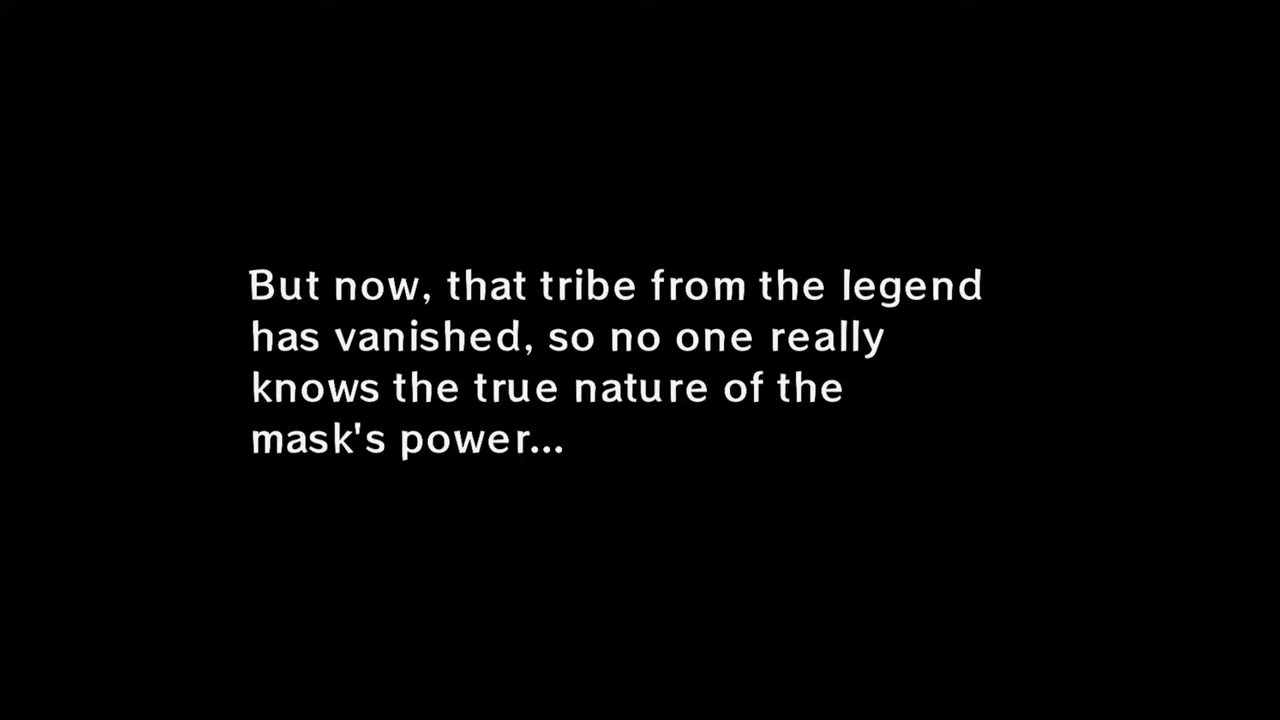 But now, that tribe from the legend
has vanished, so no one really
knows the true nature of the
mask's power...